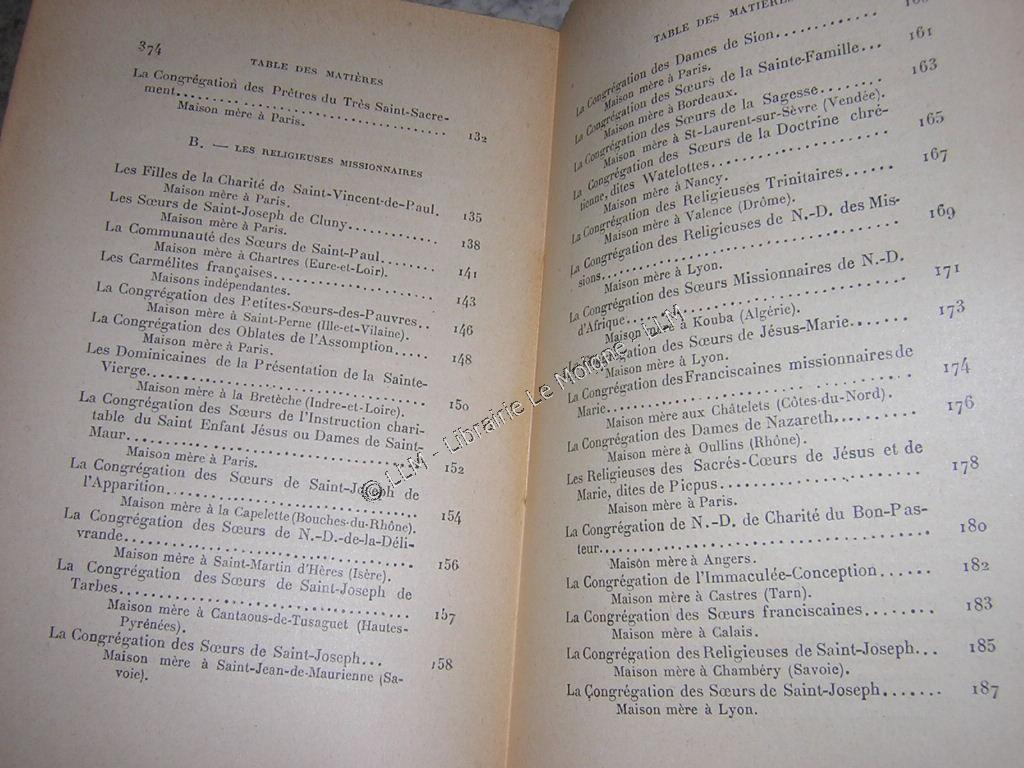 374
TABLE DES MATIÈRES
La Congrégation des Prêtres du Très Saint-Sacre-
ment........................ 132
Maison mère à Paris.
B. — LES RELIGIEUSES MISSIONNAIRES
Les Filles de la Charité de Saint-Vincent-de-Paul. 135
Maison mère à Paris.
Les Sœurs de Saint-Joseph de Cluny............. 138
Maison mère à Paris.
La Communauté des Sœurs de Saint-Paul........ 141
Maison mère à Chartres (Eure-et-Loir).
Les Carmélites françaises.................... 143
Maisons indépendantes.
La Congrégation des Petites-Sœurs-des-Pauvres.. 146
Maison mère à Saint-Perne (Ille-et-Vilaine).
La Congrégation des Oblates de l'Assomption..... 148
Maison mère à Paris.
Les Dominicaines de la Présentation de la Sainte-
Vierge........................ 150
Maison mère à la Bretèche (Indre-et-Loire).
La Congrégation des Sœurs de l'Instruction chari-
table du Saint Enfant Jésus ou Dames de Saint-
Maur........................ 152
Maison mère à Paris.
La Congrégation des Sœurs de Saint-Joseph de
l'Apparition........................ 154
Maison mère à la Capelette (Bouches-du-Rhône).
La Congrégation des Sœurs de N.-D.-de-la-Déli-
vrande........................ 156
Maison mère à Saint-Martin d'Hères (Isère).
La Congrégation des Sœurs de Saint-Joseph de
Tarbes........................ 157
Maison mère à Cantaous-de-Tusaguet (Hautes-
Pyrénées).
La Congrégation des Sœurs de Saint-Joseph... 158
Maison mère à Saint-Jean-de-Maurienne (Sa-
voie).
TABLE DES MATIÈRES
La Congrégation des Dames de Sion............
Maison mère à Paris.
La Congrégation des Sœurs de la Sainte-Famille... 161
Maison mère à Bordeaux.
La Congrégation des Sœurs de la Sagesse........ 163
Maison mère à St-Laurent-sur-Sèvre (Vendée).
La Congrégation des Sœurs de la Doctrine chré-
tienne, dites Watelottes.................. 165
Maison mère à Nancy.
La Congrégation des Religieuses Trinitaires...... 167
Maison mère à Valence (Drôme).
La Congrégation des Religieuses de N.-D. des Mis-
sions........................ 169
Maison mère à Lyon.
La Congrégation des Sœurs Missionnaires de N.-D.
d'Afrique........................ 171
Maison mère à Kouba (Algérie).
La Congrégation des Sœurs de Jésus-Marie....... 173
Maison mère à Lyon.
La Congrégation des Franciscaines missionnaires de
Marie........................ 174
Maison mère aux Châtelets (Côtes-du-Nord).
La Congrégation des Dames de Nazareth........ 176
Maison mère à Oullins (Rhône).
Les Religieuses des Sacrés-Cœurs de Jésus et de
Marie, dites de Picpus.................. 178
Maison mère à Paris.
La Congrégation de N.-D. de Charité du Bon-Pas-
teur........................ 180
Maison mère à Angers.
La Congrégation de l'Immaculée-Conception...... 182
Maison mère à Castres (Tarn).
La Congrégation des Sœurs franciscaines........ 183
Maison mère à Calais.
La Congrégation des Religieuses de Saint-Joseph... 185
Maison mère à Chambéry (Savoie).
La Congrégation des Sœurs de Saint-Joseph....... 187
Maison mère à Lyon.
© LLM - Librairie Le Moigne - LLM